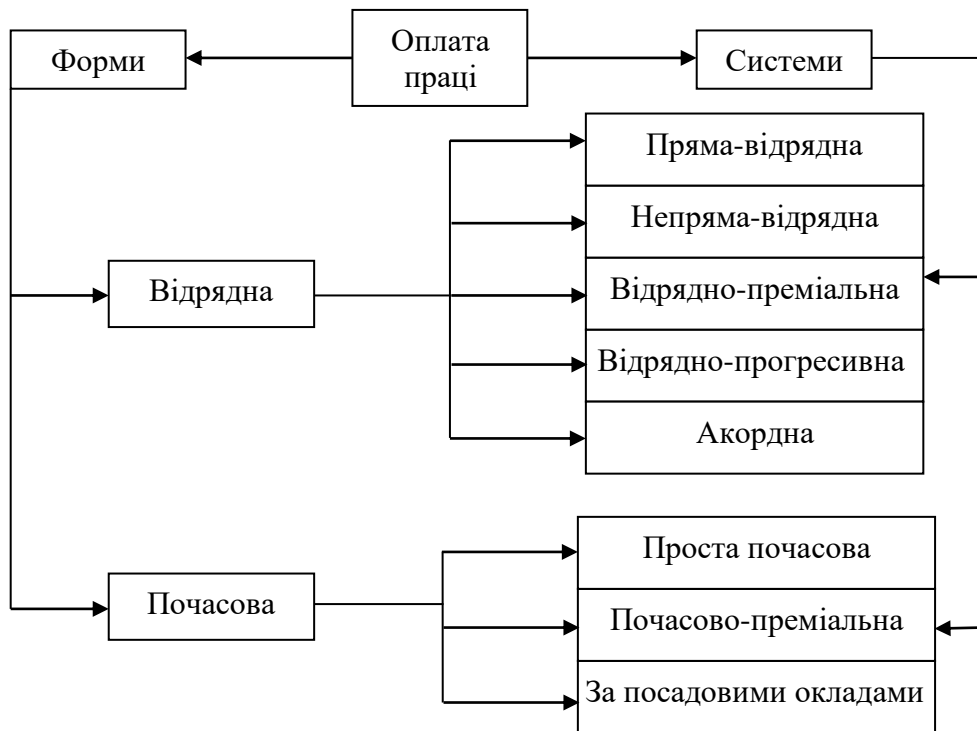 Форми
Оплата
праці
Системи
Пряма-відрядна
Непряма-відрядна
Відрядна
Відрядно-преміальна
Відрядно-прогресивна
Акордна
Проста почасова
Почасова
Почасово-преміальна
За посадовими окладами